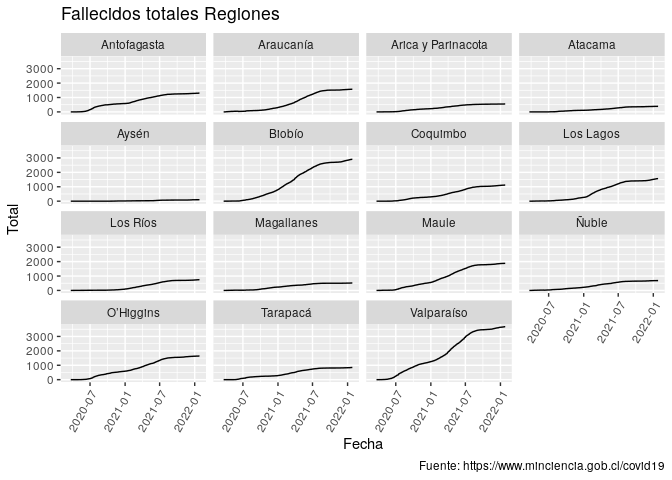 Fallecidos totales Regiones
Antofagasta Araucanía Arica y Parinacota Atacama
3000
2000
1000
0
Aysén Biobío Coquimbo Los Lagos
3000
2000
1000
0
Los Ríos Magallanes Maule Ñuble
3000
2000
1000
0
2020-07 2021-01 2021-07 2022-01
O'Higgins Tarapacá Valparaíso
3000
2000
1000
0
2020-07 2021-01 2021-07 2022-01 2020-07 2021-01 2021-07 2022-01 2020-07 2021-01 2021-07 2022-01
Total
Fecha
Fuente: https://www.minciencia.gob.cl/covid19